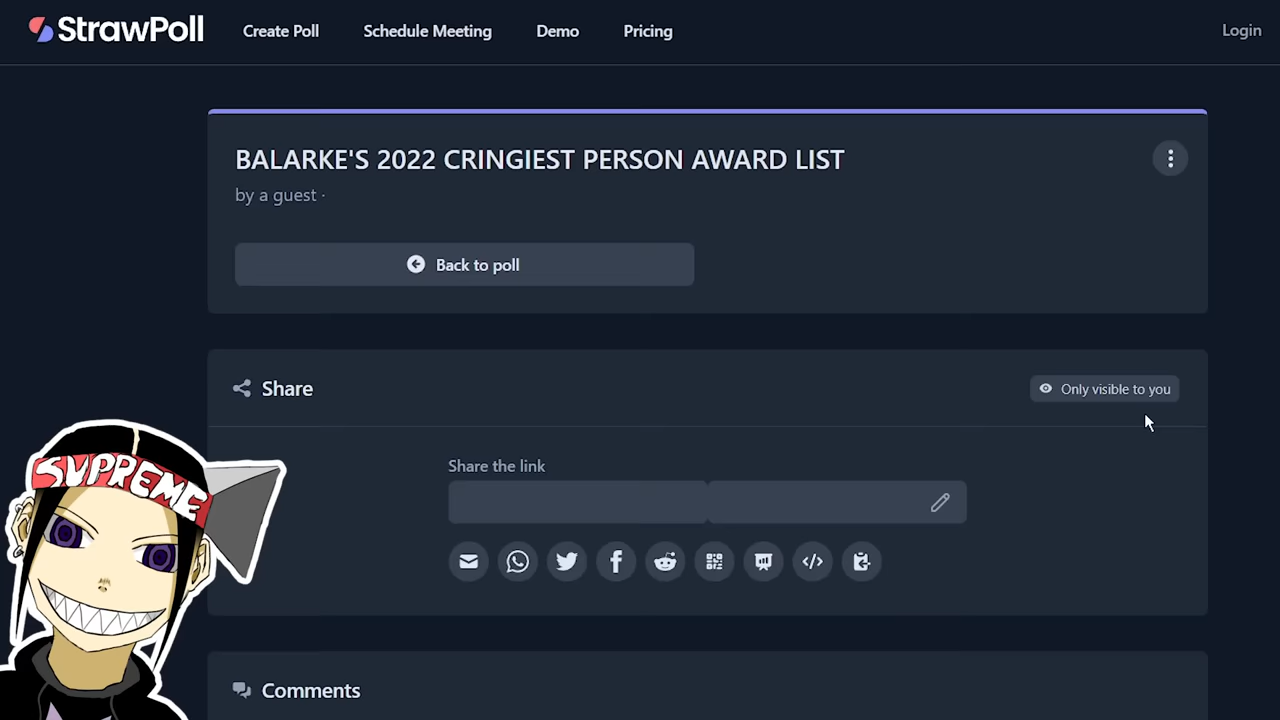 StrawPoll
Create Poll
Schedule Meeting
Demo
Pricing
Login
BALARKE'S 2022 CRINGIEST PERSON AWARD LIST
by a guest ·
Back to poll
Share
Only visible to you
Share the link
SUPREME
Comments